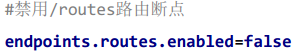 #禁用/routes路由断点
endpoints.routes.enabled=false